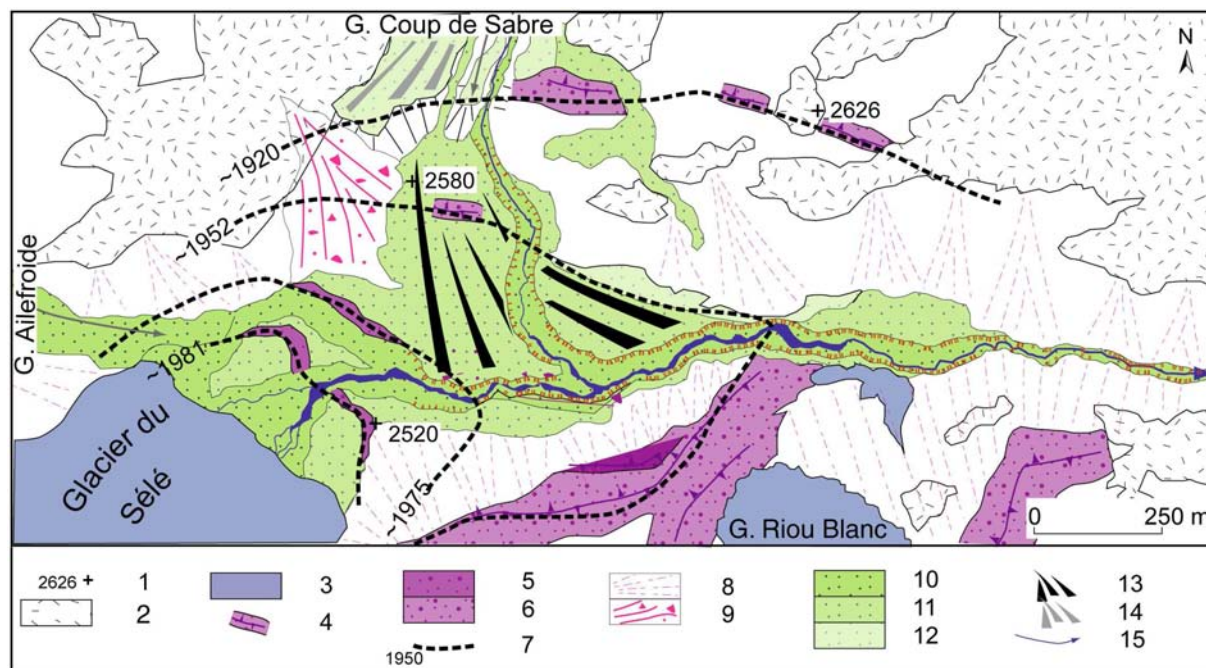 G. Coup de Sabre
N
~1920
+ 2626
+ 2580
~1952
G. Ailefroide
~1981
+ 2520
Glacier du
Sélé
~1975
G. Riou Blanc
0 250 m
2626 + 1
2
3
4
5
6
1950 7
8
9
10
11
12
13
14
15